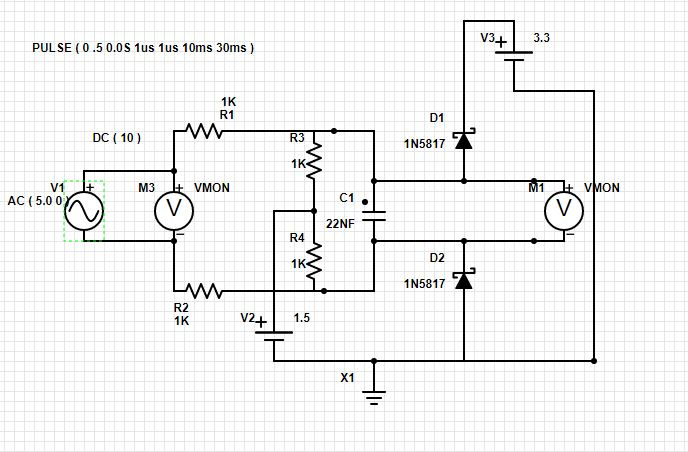 V3 + 3.3
PULSE ( 0 .5 0.0S 1us 1us 10ms 30ms )
1K
R1
D1
DC ( 10 )
R3
1N5817
1K
V1 + M3 + VMON
C1
M1 + VMON
AC ( 5.0 0
V
V
22NF
R4
D2
1K
1N5817
R2
1K
V2 + 1.5
X1